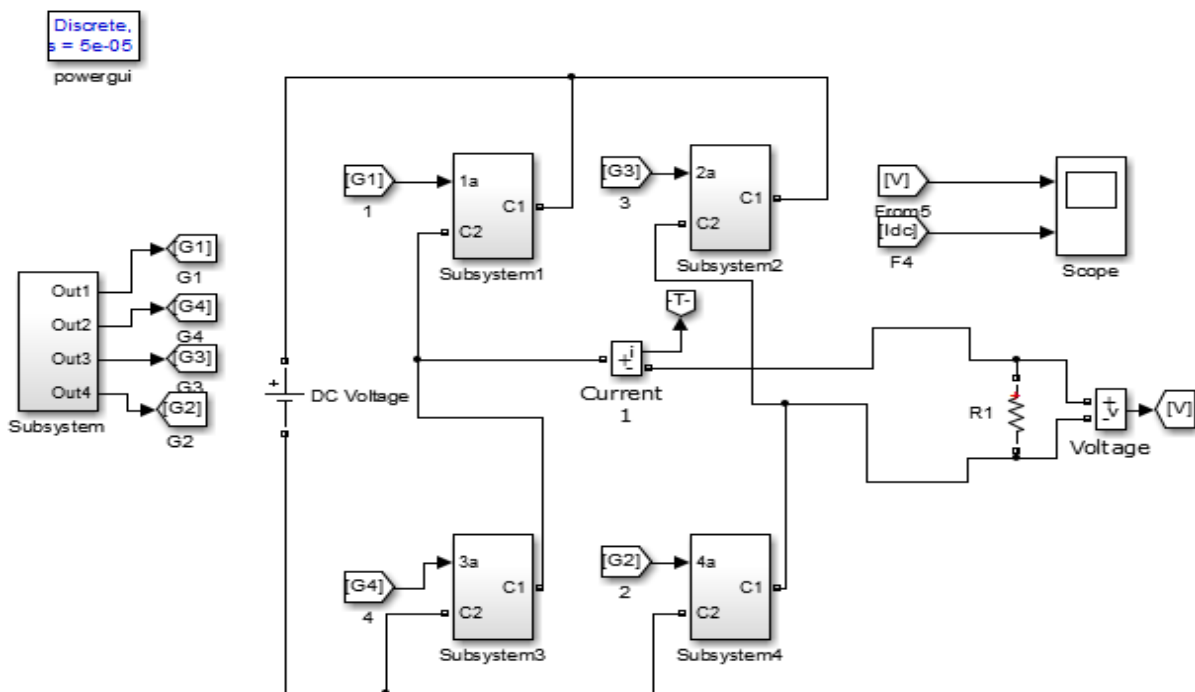 Discrete,
s = 5e-05
powergui
[G1]
1
1a
C1
C2
Subsystem1
[G3]
3
2a
C1
C2
Subsystem2
[V]
From5
[Idc]
F4
Scope
Out1
Out2
Out3
Out4
Subsystem
[G1]
G1
[G4]
G4
[G3]
G3
[G2]
G2
+
DC Voltage
-T-
+
-
i
Current
1
R1
+
-
v
Voltage
[V]
[G4]
4
3a
C1
C2
Subsystem3
[G2]
2
4a
C1
C2
Subsystem4